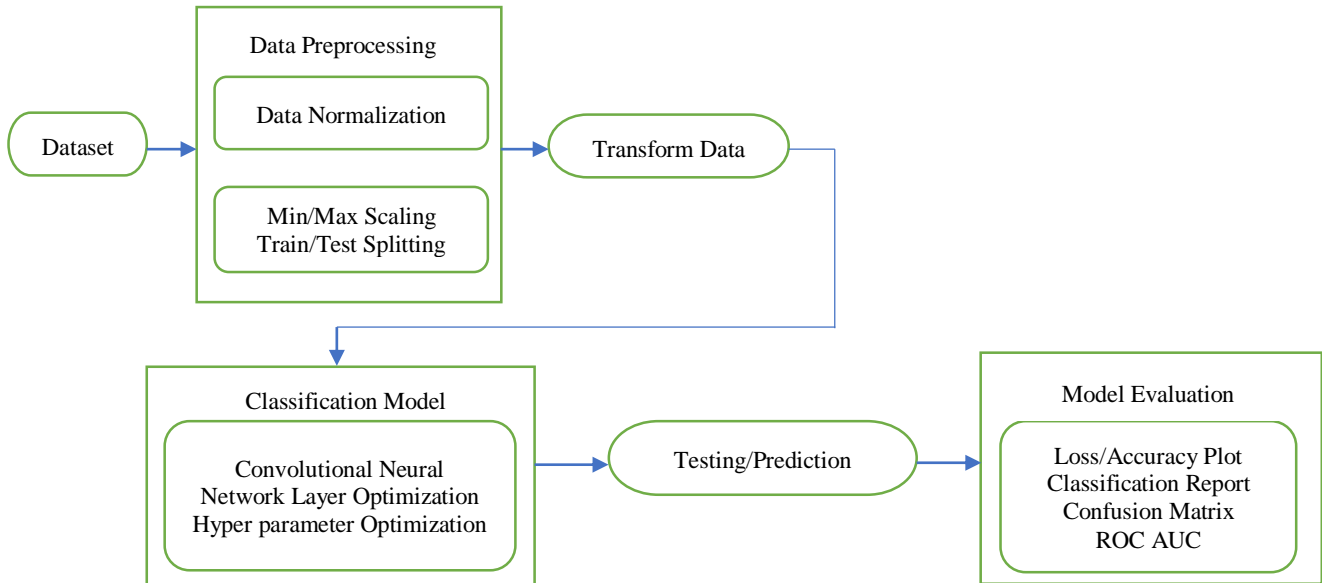 Data Preprocessing
Data Normalization
Dataset
Transform Data
Min/Max Scaling
Train/Test Splitting
Classification Model
Convolutional Neural
Network Layer Optimization
Hyper parameter Optimization
Testing/Prediction
Model Evaluation
Loss/Accuracy Plot
Classification Report
Confusion Matrix
ROC AUC